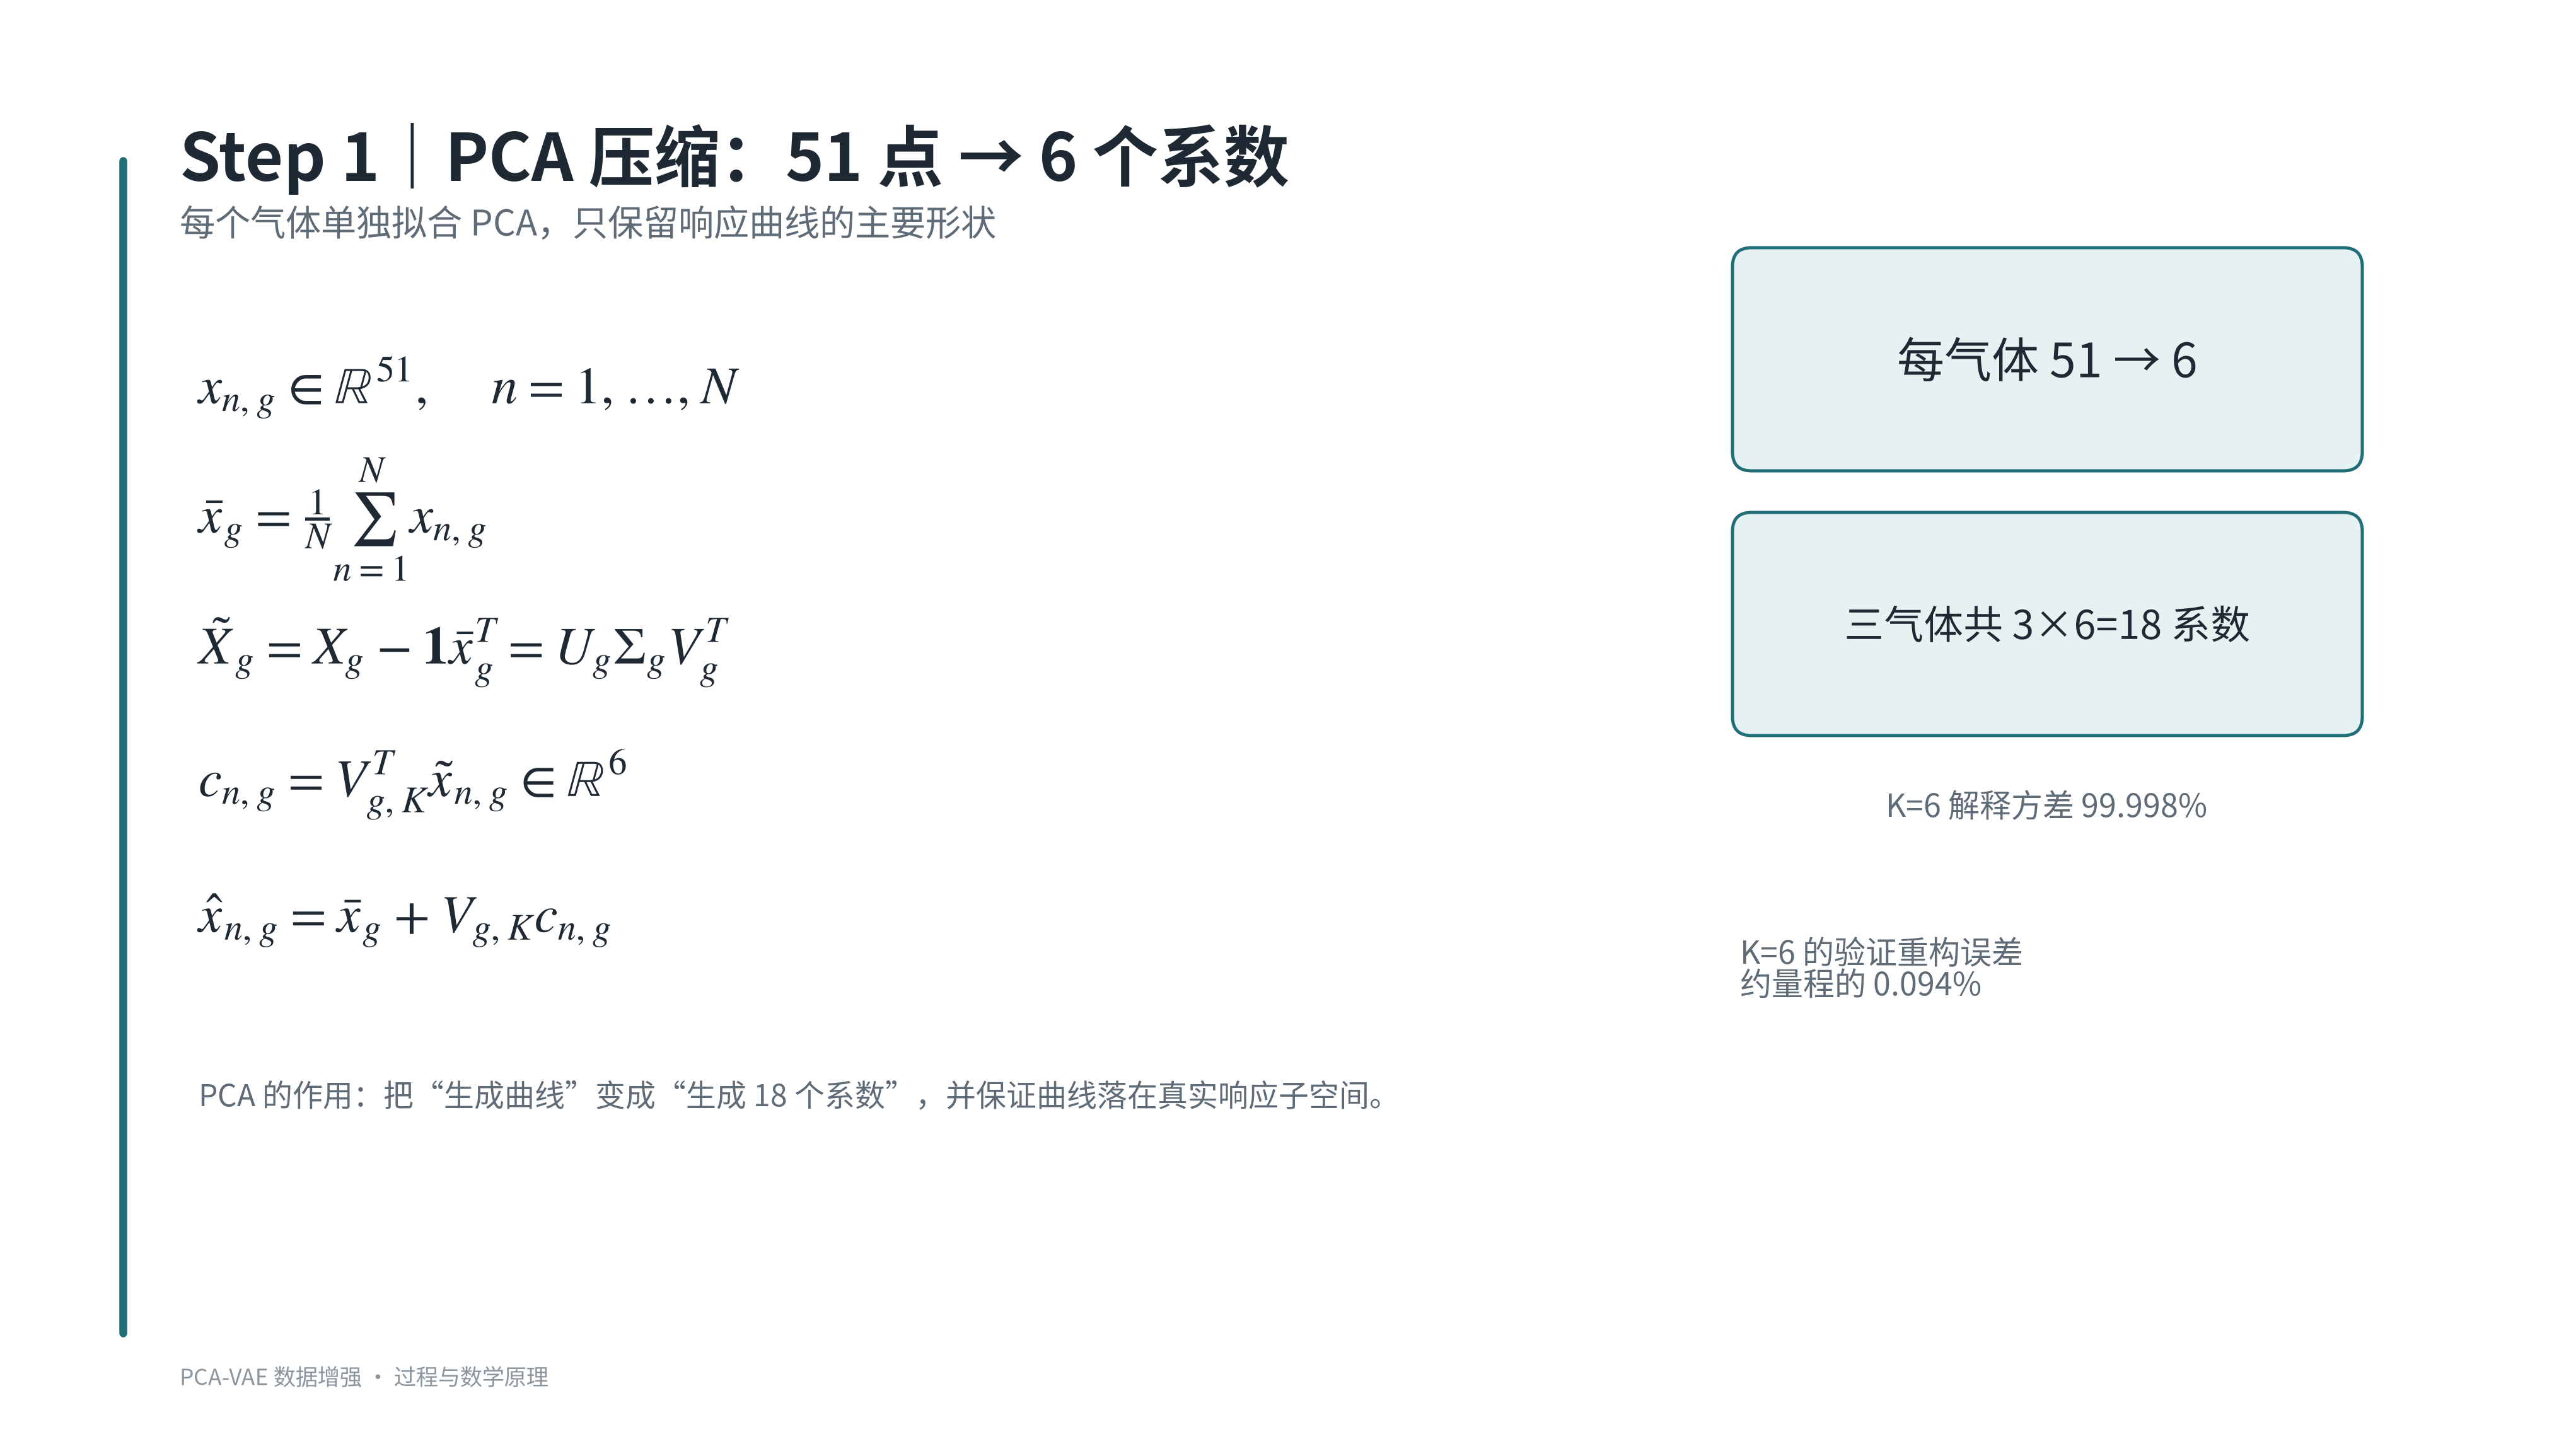 Step 1｜PCA 压缩：51 点 → 6 个系数
每个气体单独拟合 PCA，只保留响应曲线的主要形状
x_{n, g} ∈ ℝ^{51},  n = 1, …, N
x̄_g = \frac{1}{N} \sum_{n = 1}^{N} x_{n, g}
X̃_g = X_g − 𝟏x̄_g^T = U_gΣ_gV_g^T
c_{n, g} = V_{g, K}^T x̃_{n, g} ∈ ℝ^6
x̂_{n, g} = x̄_g + V_{g, K}c_{n, g}
PCA 的作用：把“生成曲线”变成“生成 18 个系数”，并保证曲线落在真实响应子空间。
每气体 51 → 6
三气体共 3×6=18 系数
K=6 解释方差 99.998%
K=6 的验证重构误差
约量程的 0.094%
PCA-VAE 数据增强 · 过程与数学原理